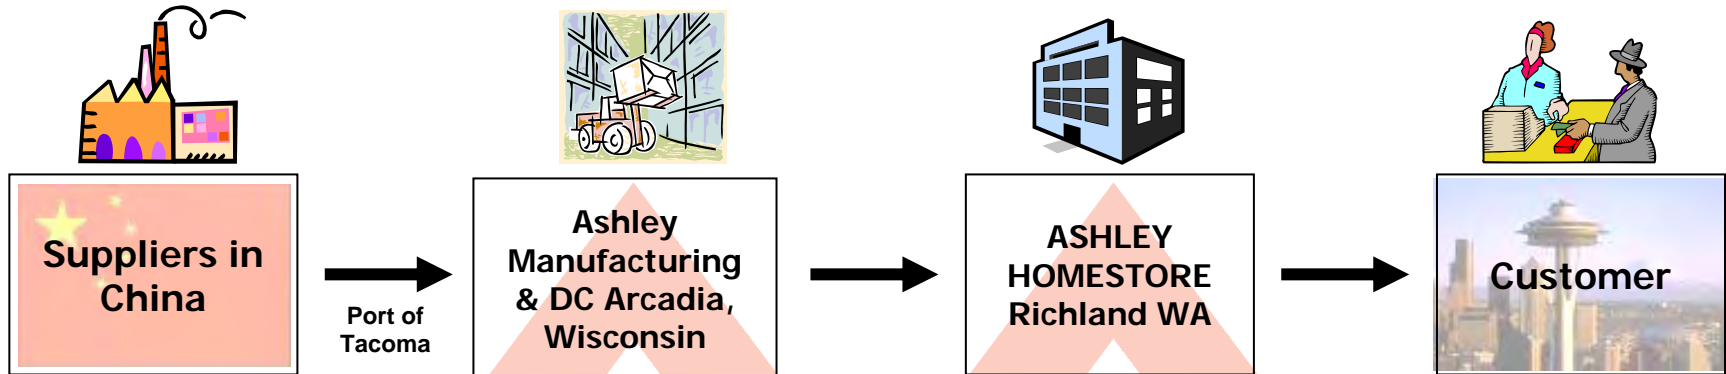 Suppliers in
China
Port of
Tacoma
Ashley
Manufacturing
& DC Arcadia,
Wisconsin
ASHLEY
HOMESTORE
Richland WA
Customer